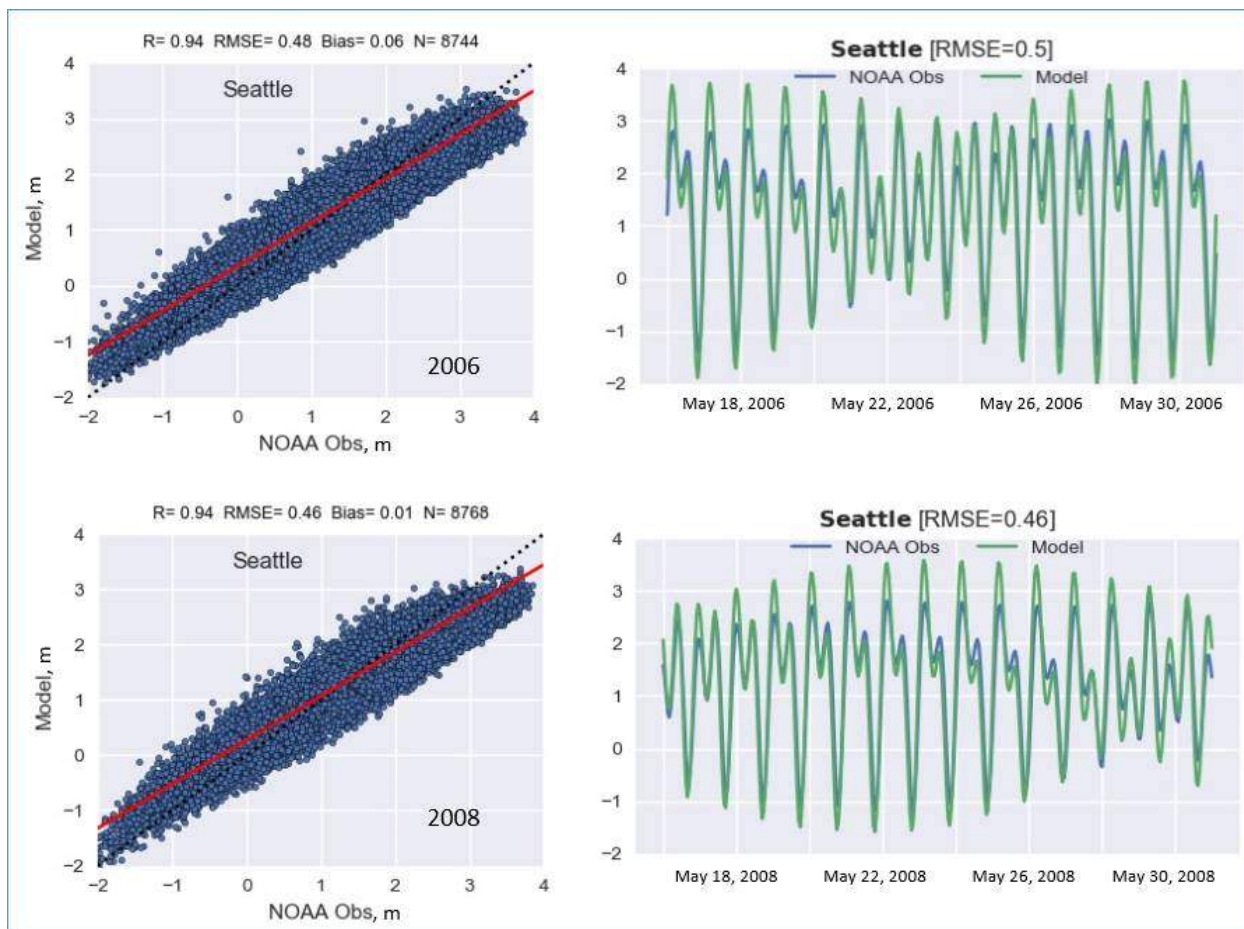 R= 0.94 RMSE= 0.48 Bias= 0.06 N= 8744
Seattle
4
3
2
1
0
−1
−2
Model, m
2006
−2 −1 0 1 2 3 4
NOAA Obs, m
Seattle [RMSE=0.5]
NOAA Obs Model
4
3
2
1
0
−1
−2
May 18, 2006 May 22, 2006 May 26, 2006 May 30, 2006
R= 0.94 RMSE= 0.46 Bias= 0.01 N= 8768
Seattle
4
3
2
1
0
−1
−2
Model, m
2008
−2 −1 0 1 2 3 4
NOAA Obs, m
Seattle [RMSE=0.46]
NOAA Obs Model
4
3
2
1
0
−1
−2
May 18, 2008 May 22, 2008 May 26, 2008 May 30, 2008